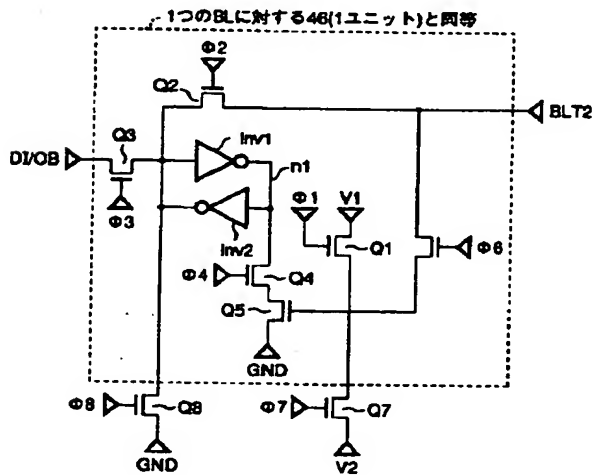 1つのBLに対する46(1ユニット)と同等
Φ2
Q2
BLT2
Q3
Inv1
DI/OB
n1
Φ1
V1
Φ3
Inv2
Q1
Φ6
Φ4
Q4
Q5
GND
Φ8
Q8
Φ7
Q7
GND
V2